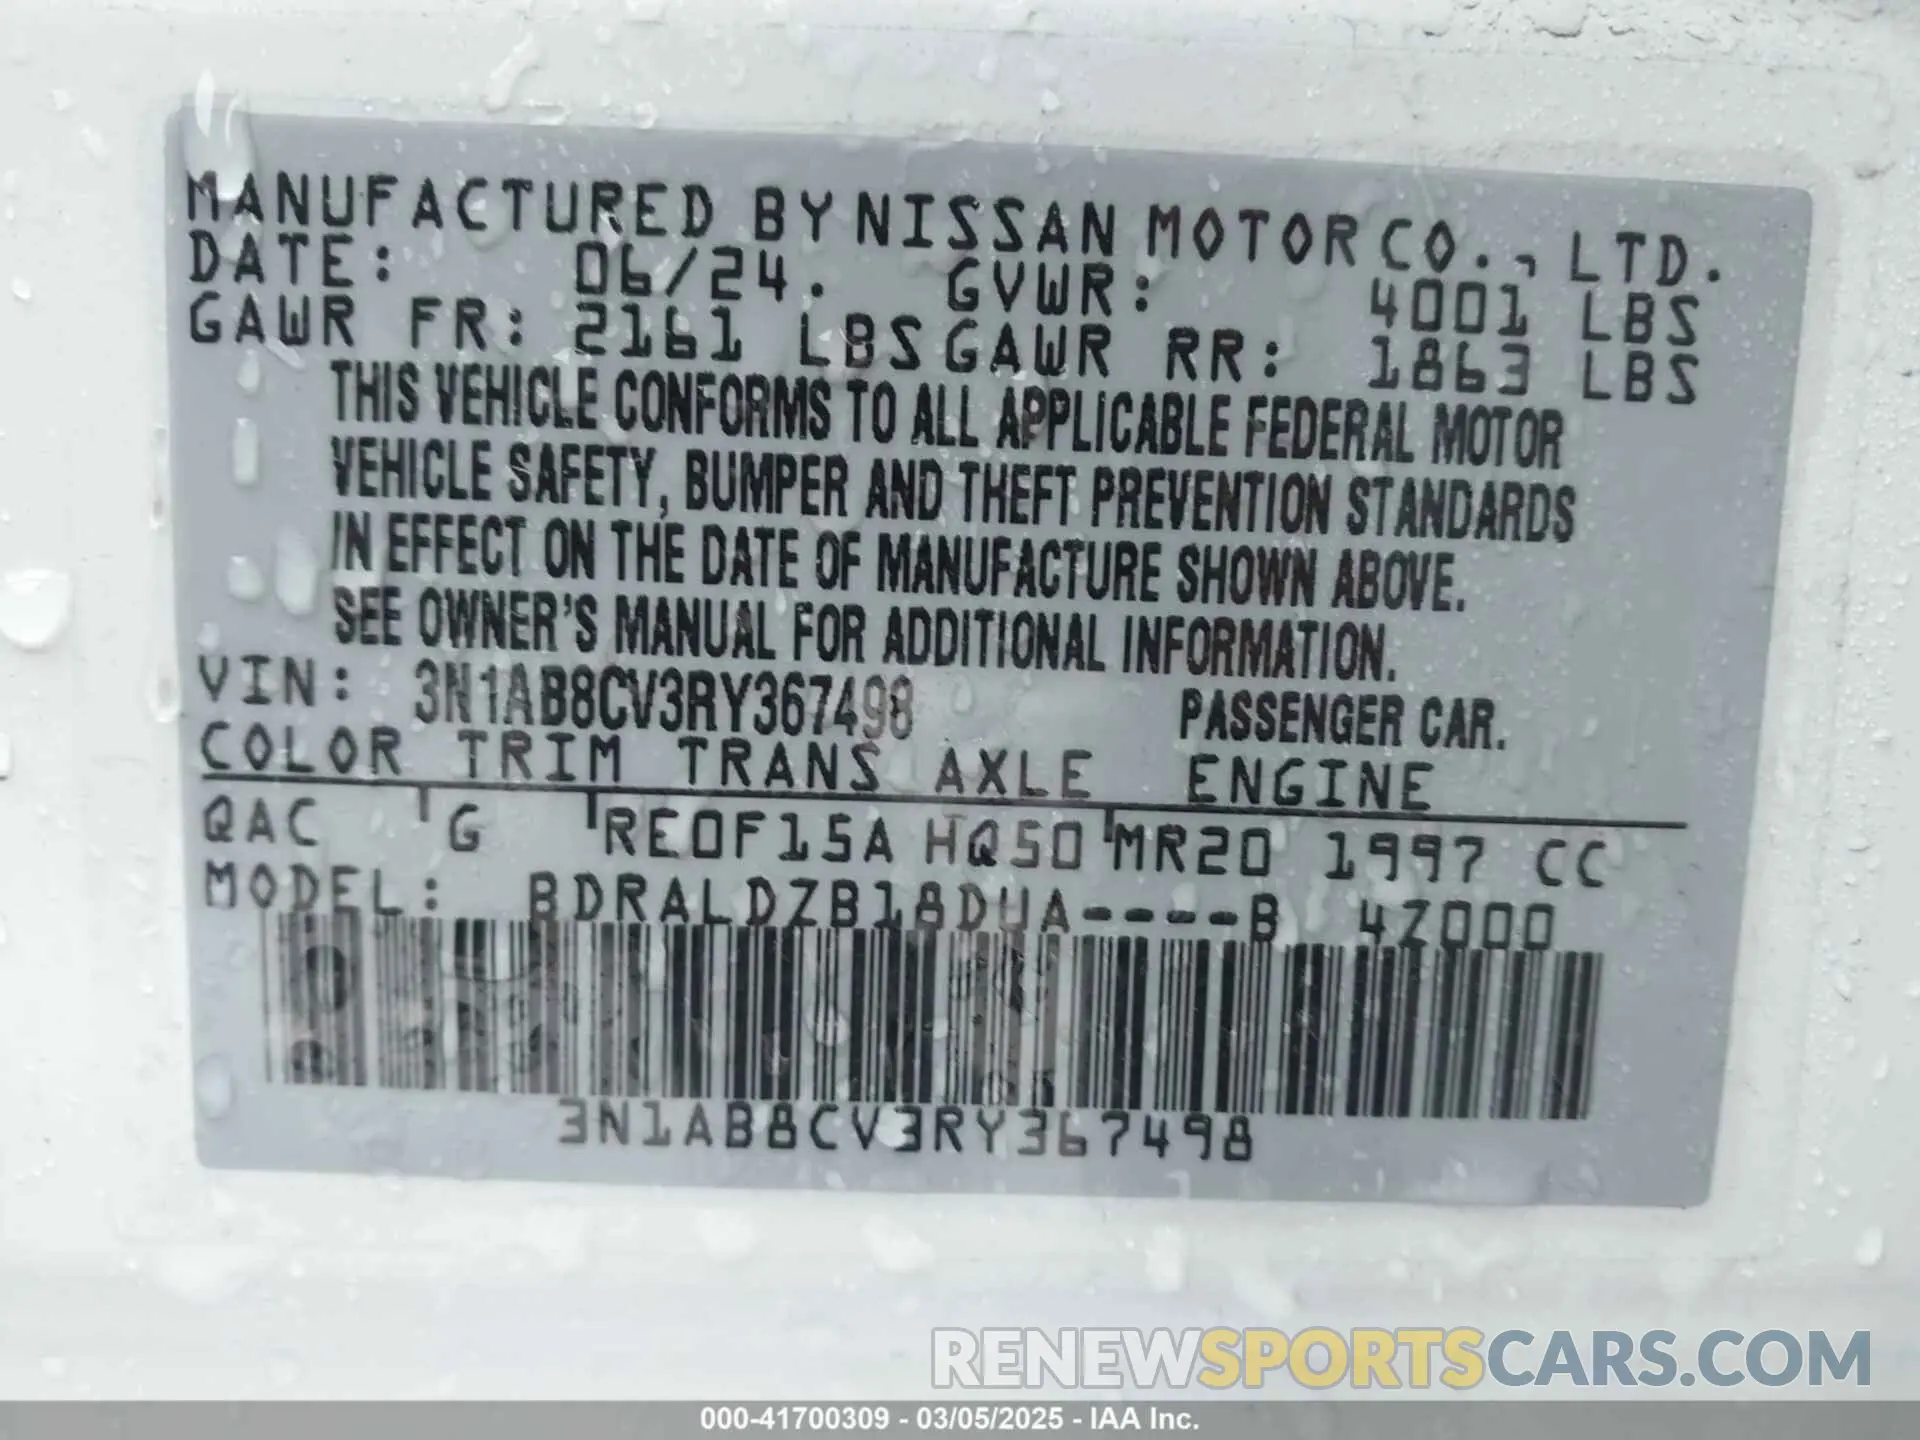 MANUFACTURED BY NISSAN MOTOR CO., LTD.
DATE: 06/24. GVWR: 4001 LBS
GAWR FR: 2161 LBS GAWR RR: 1863 LBS
THIS VEHICLE CONFORMS TO ALL APPLICABLE FEDERAL MOTOR
VEHICLE SAFETY, BUMPER AND THEFT PREVENTION STANDARDS
IN EFFECT ON THE DATE OF MANUFACTURE SHOWN ABOVE.
SEE OWNER'S MANUAL FOR ADDITIONAL INFORMATION.
VIN: 3N1AB8CV3RY367498 PASSENGER CAR.
COLOR TRIM TRANS AXLE ENGINE
QAC G RE0F15A HQ50 MR20 1997 CC
MODEL: BDRALDZB18DUA----B 4Z000
3N1AB8CV3RY367498
RENEWSPORTSCARS.COM
000-41700309 - 03/05/2025 - IAA Inc.